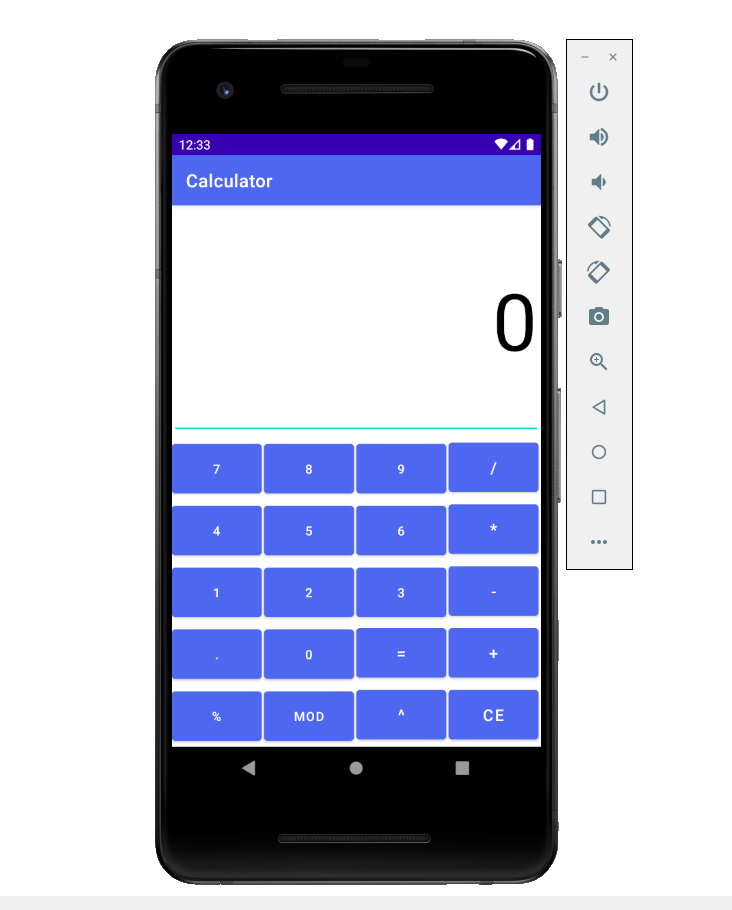 12:33
Calculator
0
7 8 9 /
4 5 6 *
1 2 3 -
. 0 = +
% MOD ^ CE